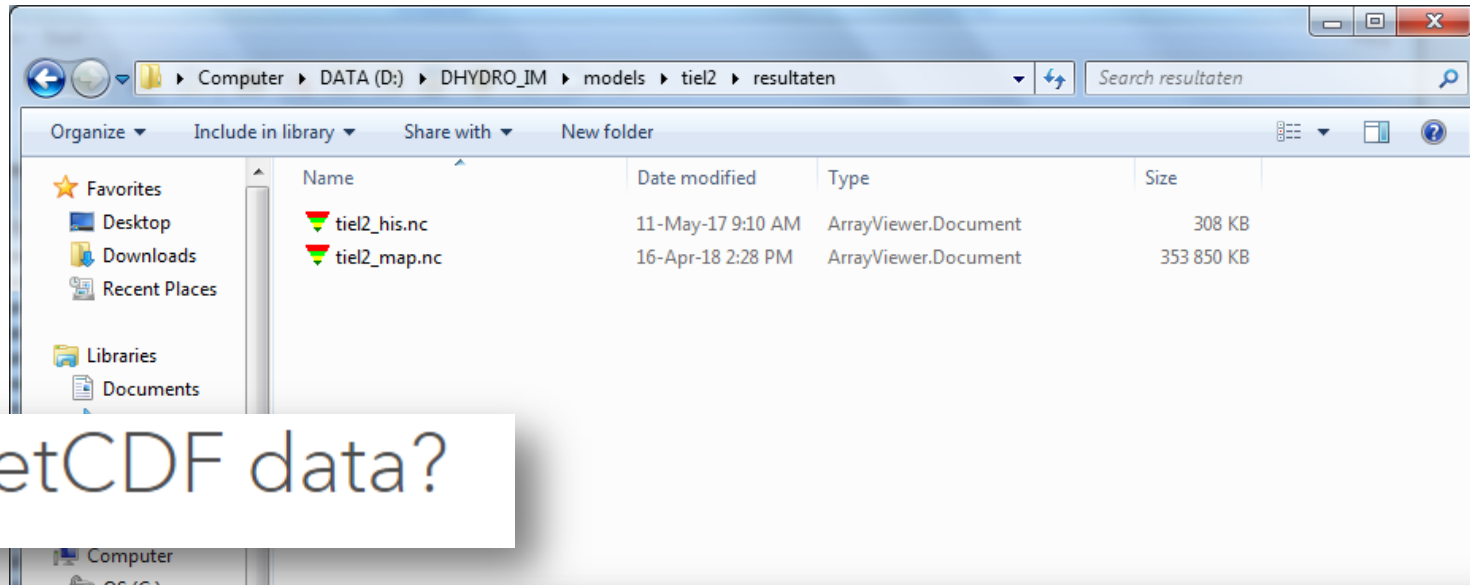 Computer DATA (D:) DHYDRO_IM models tiel2 resultaten Search resultaten
Organize Include in library Share with New folder
Name Date modified Type Size
Favorites
Desktop
Downloads
Recent Places
Libraries
Documents
tiel2_his.nc 11-May-17 9:10 AM ArrayViewer.Document 308 KB
tiel2_map.nc 16-Apr-18 2:28 PM ArrayViewer.Document 353 850 KB
etCDF data?
Computer